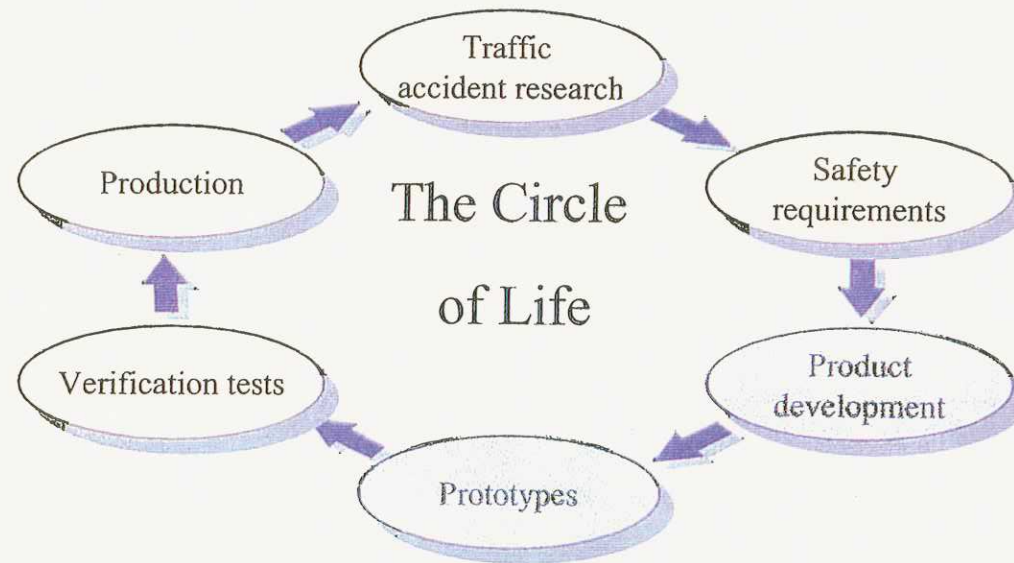 Traffic
accident research
Safety
requirements
Product
development
Prototypes
Verification tests
Production
The Circle
of Life